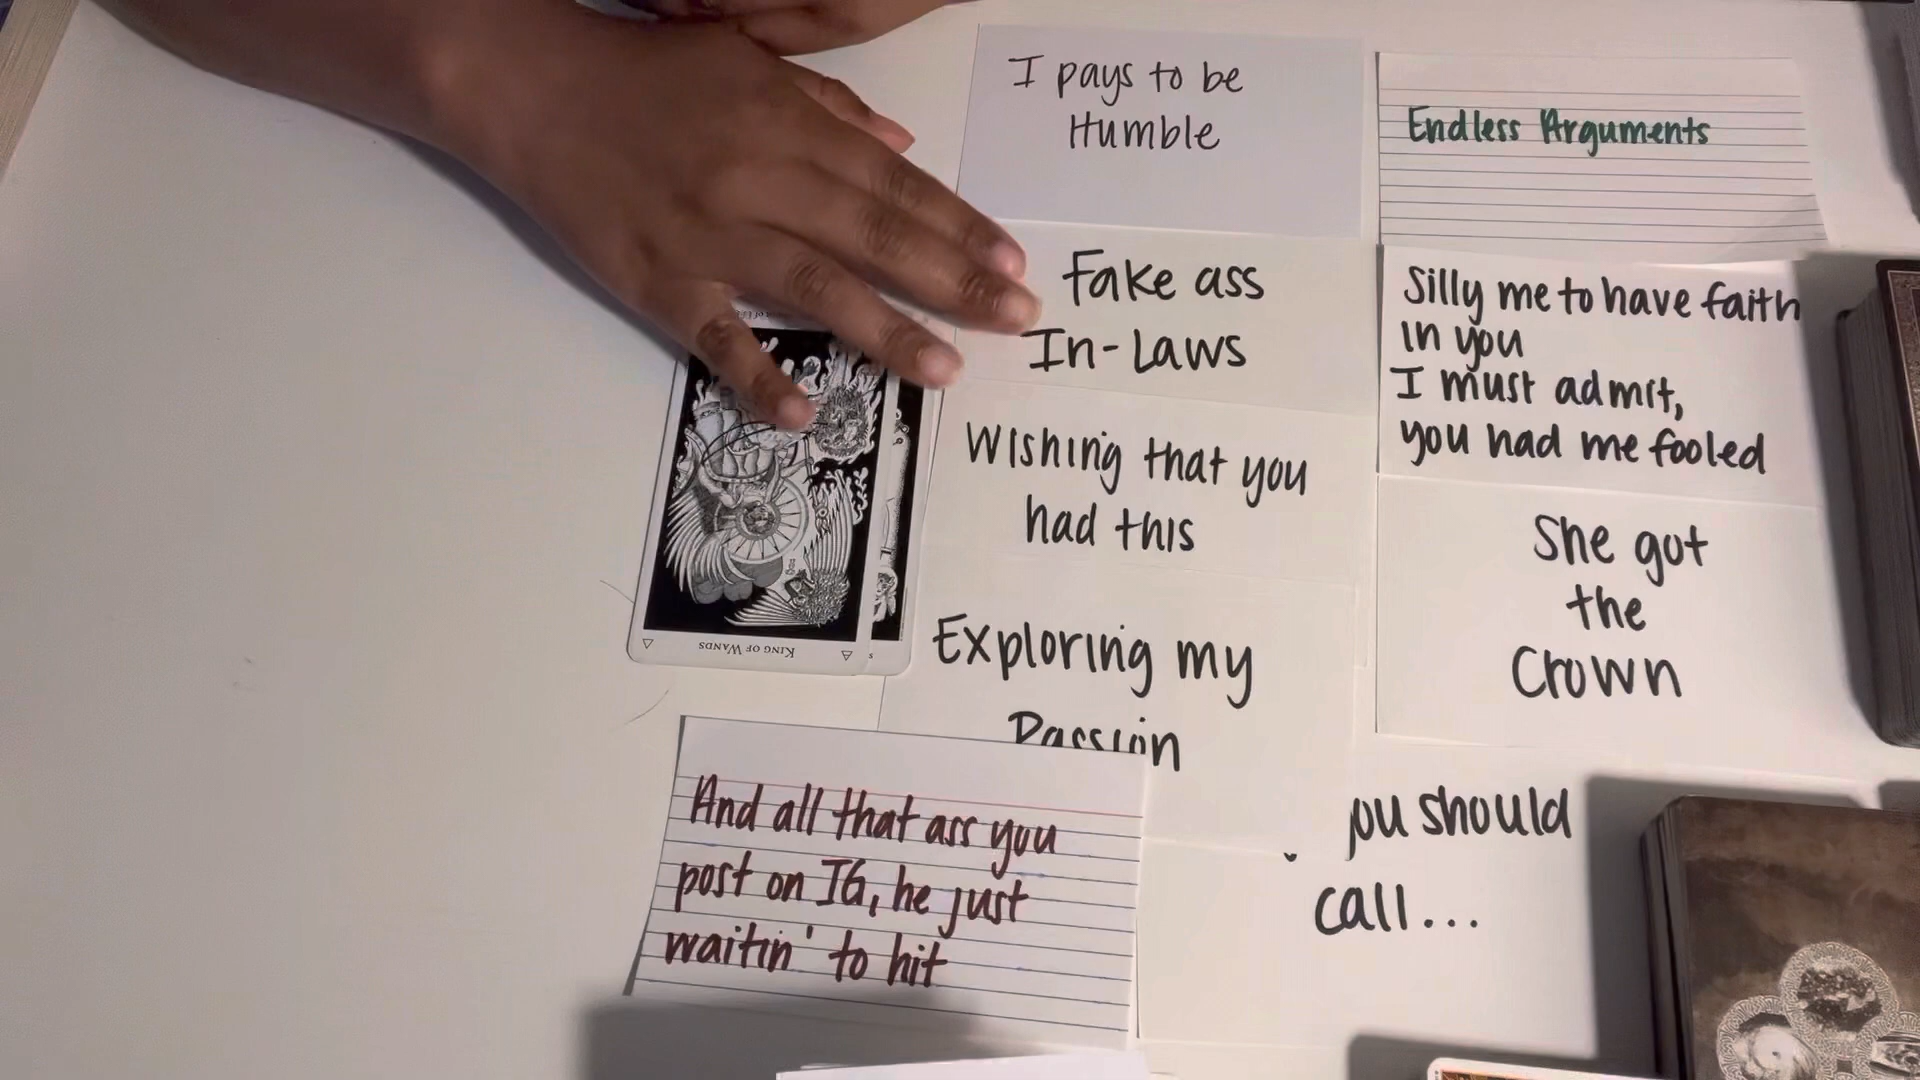 I pays to be
Humble
Endless Arguments
Fake ass
In-Laws
Silly me to have faith
in you
I must admit,
you had me fooled
Wishing that you
had this
She got
the
Crown
Exploring my
Passion
KING OF WANDS
And all that ass you
post on IG, he just
waitin' to hit
you should
call...